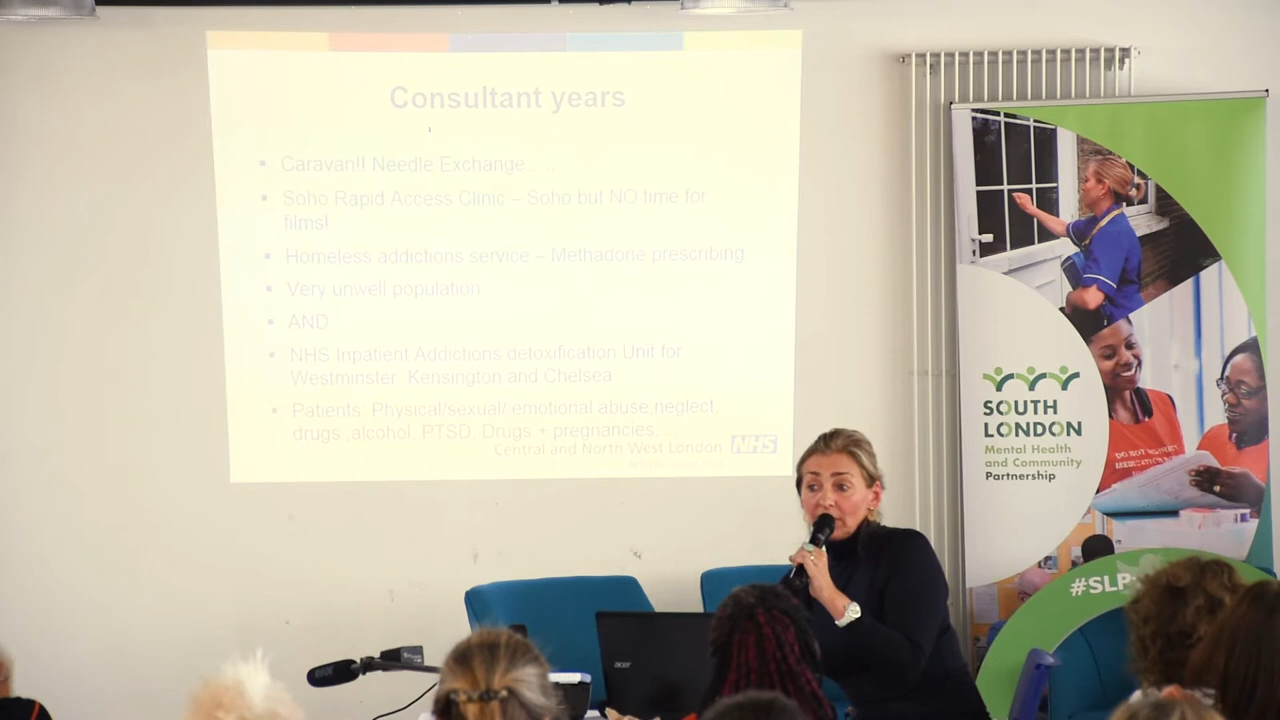 Consultant years
Caravan!! Needle Exchange.....
Soho Rapid Access Clinic – Soho but NO time for
films!
Homeless addictions service – Methadone prescribing
Very unwell population
AND
NHS Inpatient Addictions detoxification Unit for
Westminster Kensington and Chelsea
Patients: Physical/sexual/ emotional abuse,neglect,
drugs ,alcohol, PTSD, Drugs + pregnancies,....
Central and North West London NHS
SOUTH
LONDON
Mental Health
and Community
Partnership
DO NOT
#SLP
acer